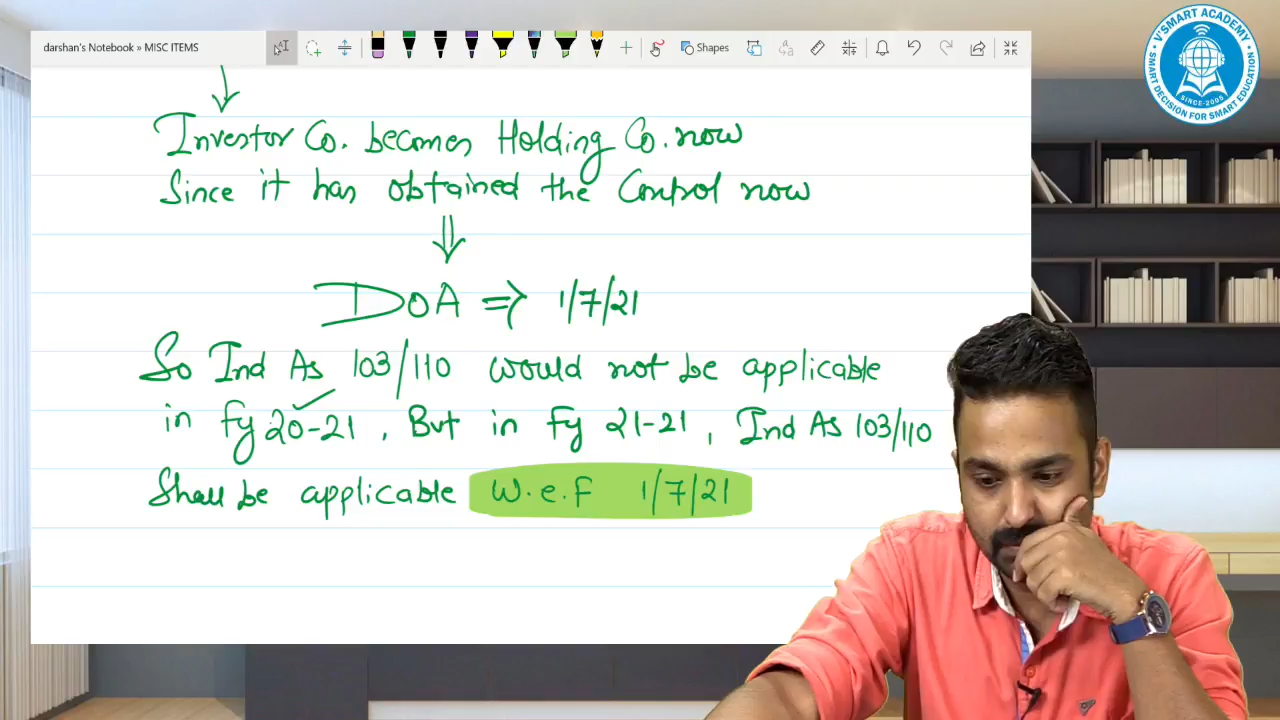 darshan's Notebook » MISC ITEMS
Shapes
V'SMART ACADEMY
SINCE-2005
SMART DECISION FOR SMART EDUCATION
Investor Co. becomes Holding Co. now
Since it has obtained the Control now
DOA ⇒ 1/7/21
So Ind As 103/110 would not be applicable
in Fy 20-21, But in Fy 21-21, Ind As 103/110
Shall be applicable W.e.F 1/7/21